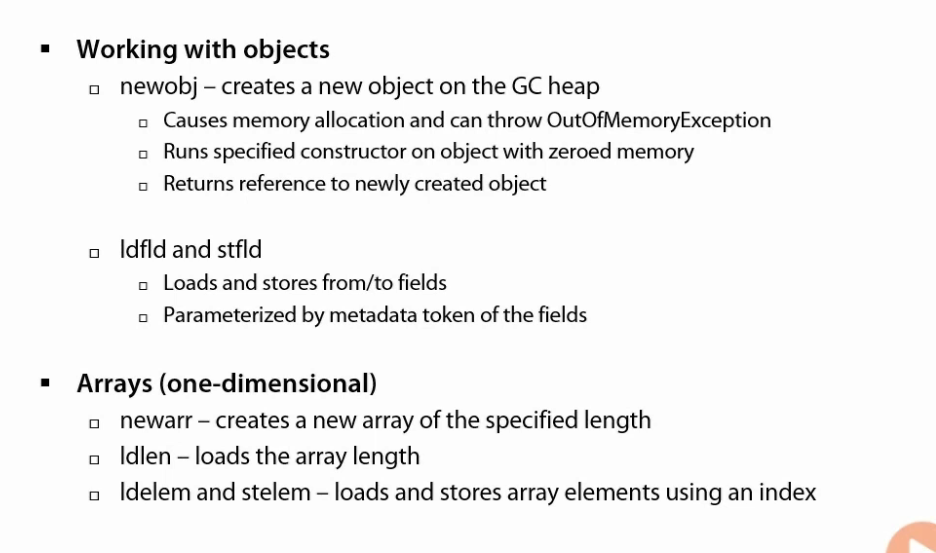 ▪ Working with objects
▫ newobj – creates a new object on the GC heap
▫ Causes memory allocation and can throw OutOfMemoryException
▫ Runs specified constructor on object with zeroed memory
▫ Returns reference to newly created object
▫ ldfld and stfld
▫ Loads and stores from/to fields
▫ Parameterized by metadata token of the fields
▪ Arrays (one-dimensional)
▫ newarr – creates a new array of the specified length
▫ ldlen – loads the array length
▫ ldelem and stelem – loads and stores array elements using an index